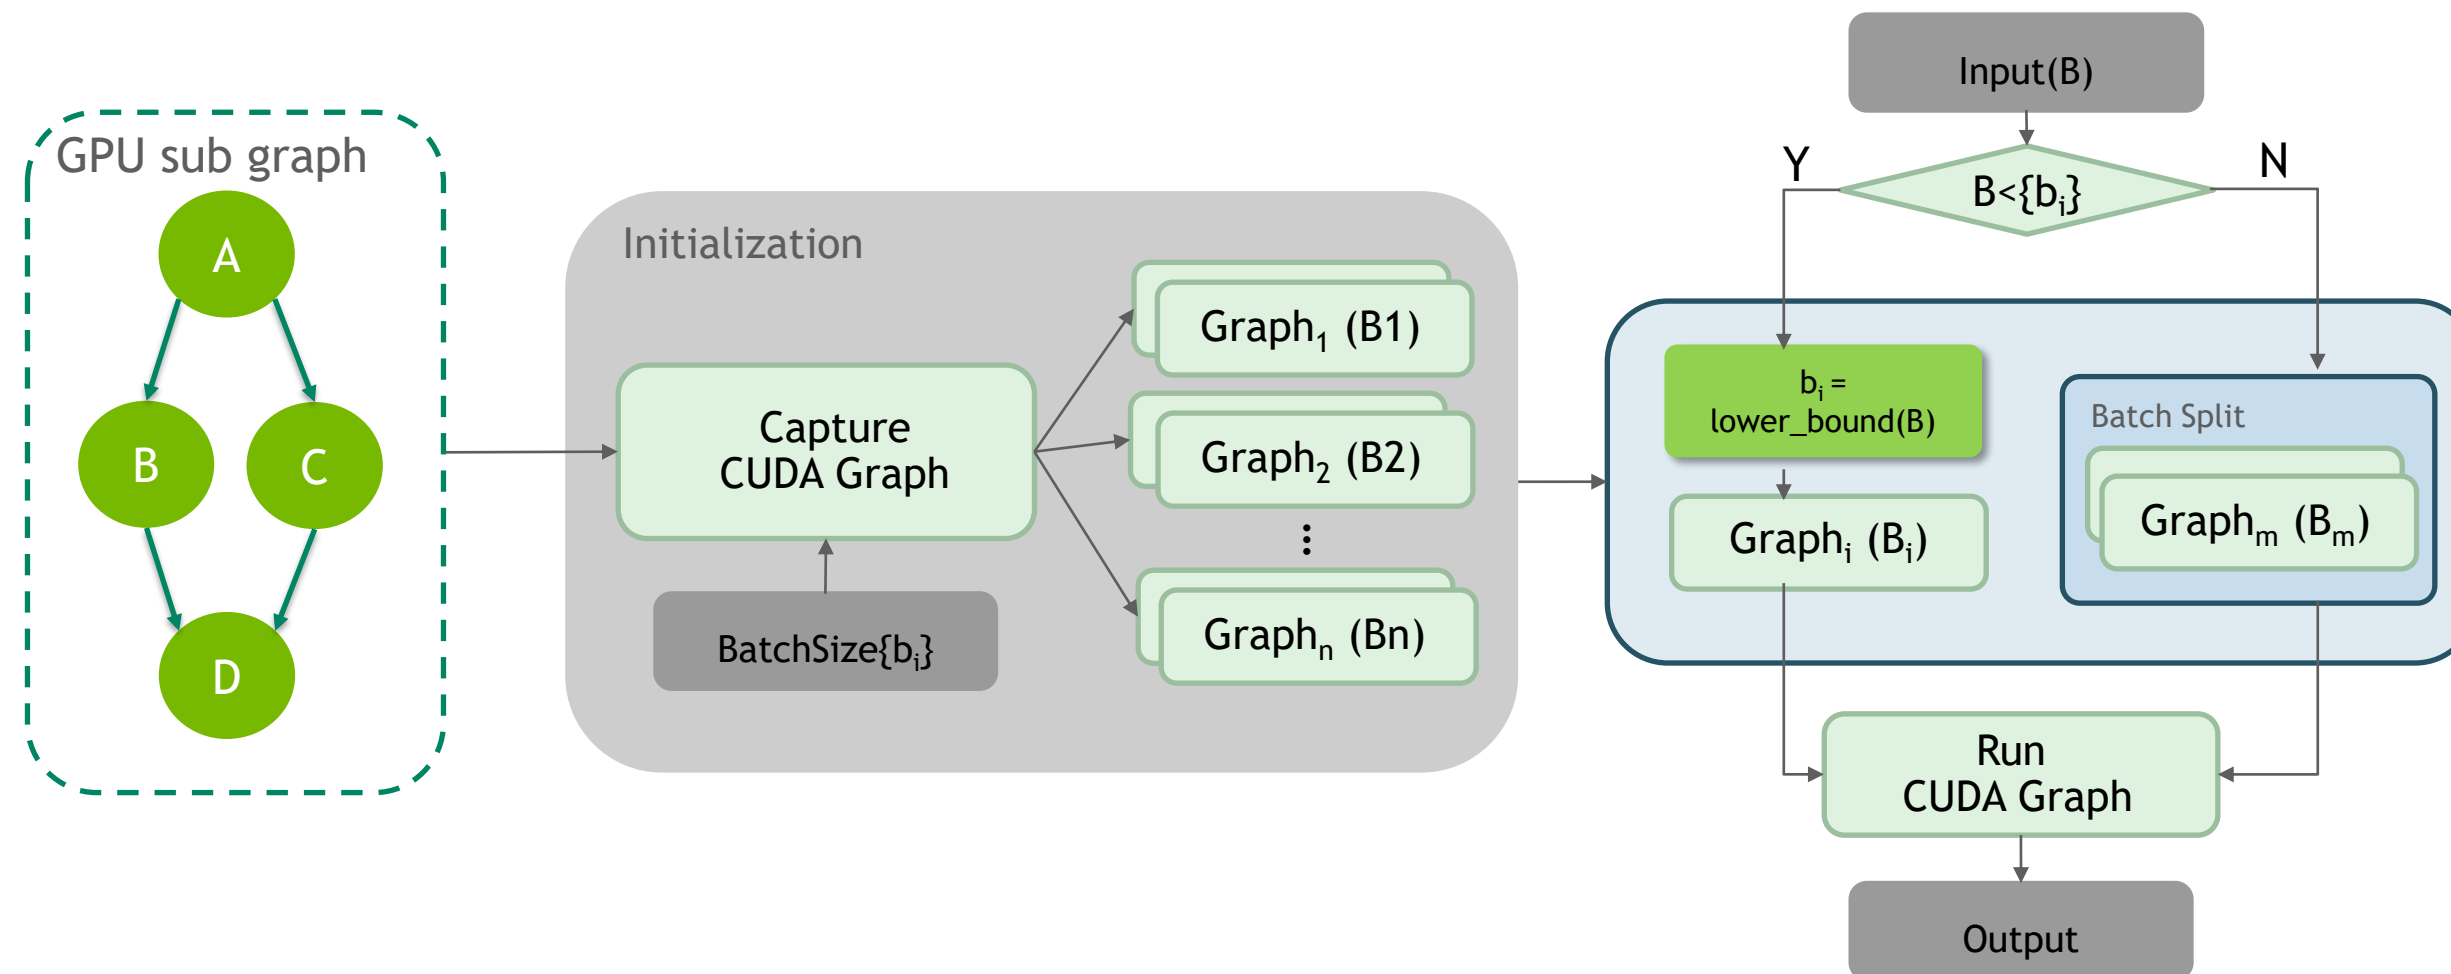 GPU sub graph
A
B
C
D
Initialization
Capture
CUDA Graph
BatchSize{bᵢ}
Graph₁ (B1)
Graph₂ (B2)
⋮
Graphₙ (Bn)
Input(B)
B<{bᵢ}
Y
N
bᵢ =
lower_bound(B)
Graphᵢ (Bᵢ)
Batch Split
Graphₘ (Bₘ)
Run
CUDA Graph
Output